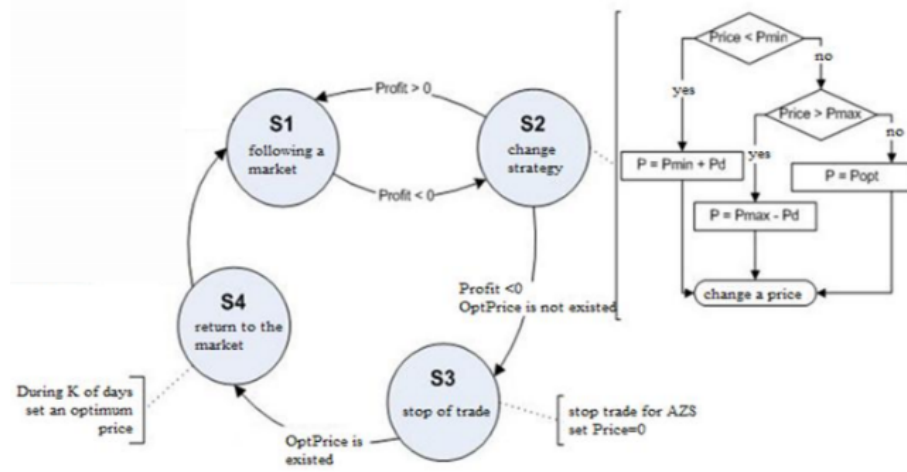 Price < Pmin
no
yes
Price > Pmax
no
yes
P = Pmin + Pd
P = Popt
P = Pmax - Pd
change a price
Profit > 0
S1
following a
market
S2
change
strategy
Profit < 0
Profit <0
OptPrice is not existed
S4
return to the
market
S3
stop of trade
During K of days
set an optimum
price
OptPrice is
existed
stop trade for AZS
set Price=0